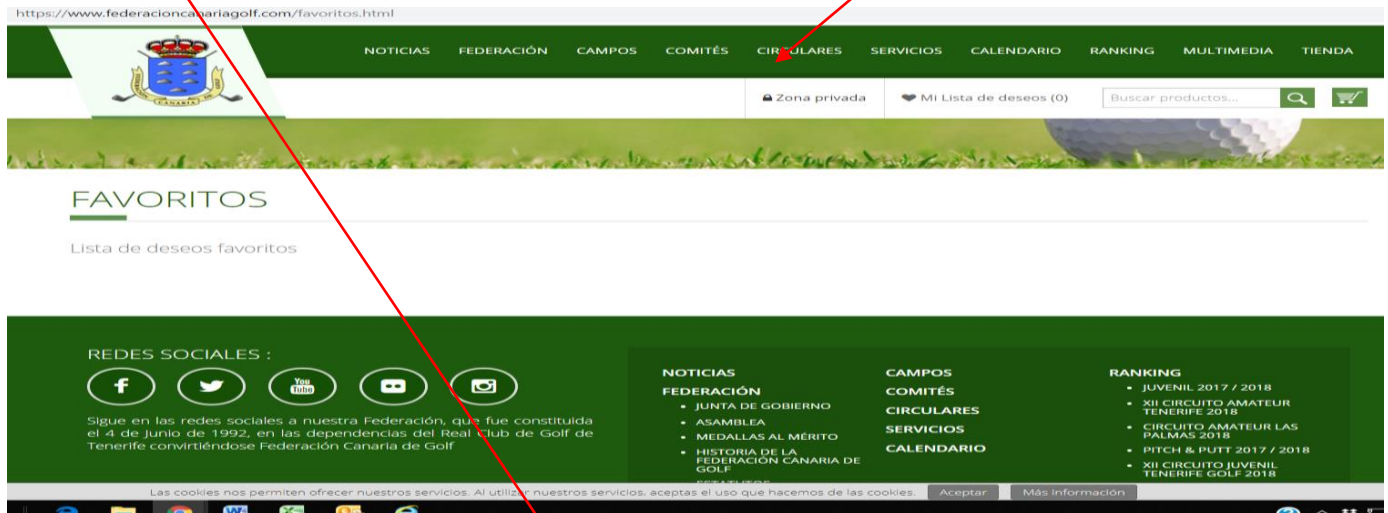 https://www.federacioncanariagolf.com/favoritos.html
NOTICIAS FEDERACIÓN CAMPOS COMITÉS CIRCULARES SERVICIOS CALENDARIO RANKING MULTIMEDIA TIENDA
CANARIA
Zona privada Mi Lista de deseos (0) Buscar productos...
FAVORITOS
Lista de deseos favoritos
REDES SOCIALES :
You Tube
Sigue en las redes sociales a nuestra Federación, que fue constituida
el 4 de Junio de 1992, en las dependencias del Real Club de Golf de
Tenerife convirtiéndose Federación Canaria de Golf
NOTICIAS
FEDERACIÓN
• JUNTA DE GOBIERNO
• ASAMBLEA
• MEDALLAS AL MÉRITO
• HISTORIA DE LA
FEDERACIÓN CANARIA DE
GOLF
• ESTATUTOS
CAMPOS
COMITÉS
CIRCULARES
SERVICIOS
CALENDARIO
RANKING
• JUVENIL 2017 / 2018
• XII CIRCUITO AMATEUR
TENERIFE 2018
• CIRCUITO AMATEUR LAS
PALMAS 2018
• PITCH & PUTT 2017 / 2018
• XII CIRCUITO JUVENIL
TENERIFE GOLF 2018
Las cookies nos permiten ofrecer nuestros servicios. Al utilizar nuestros servicios, aceptas el uso que hacemos de las cookies. Aceptar Más información